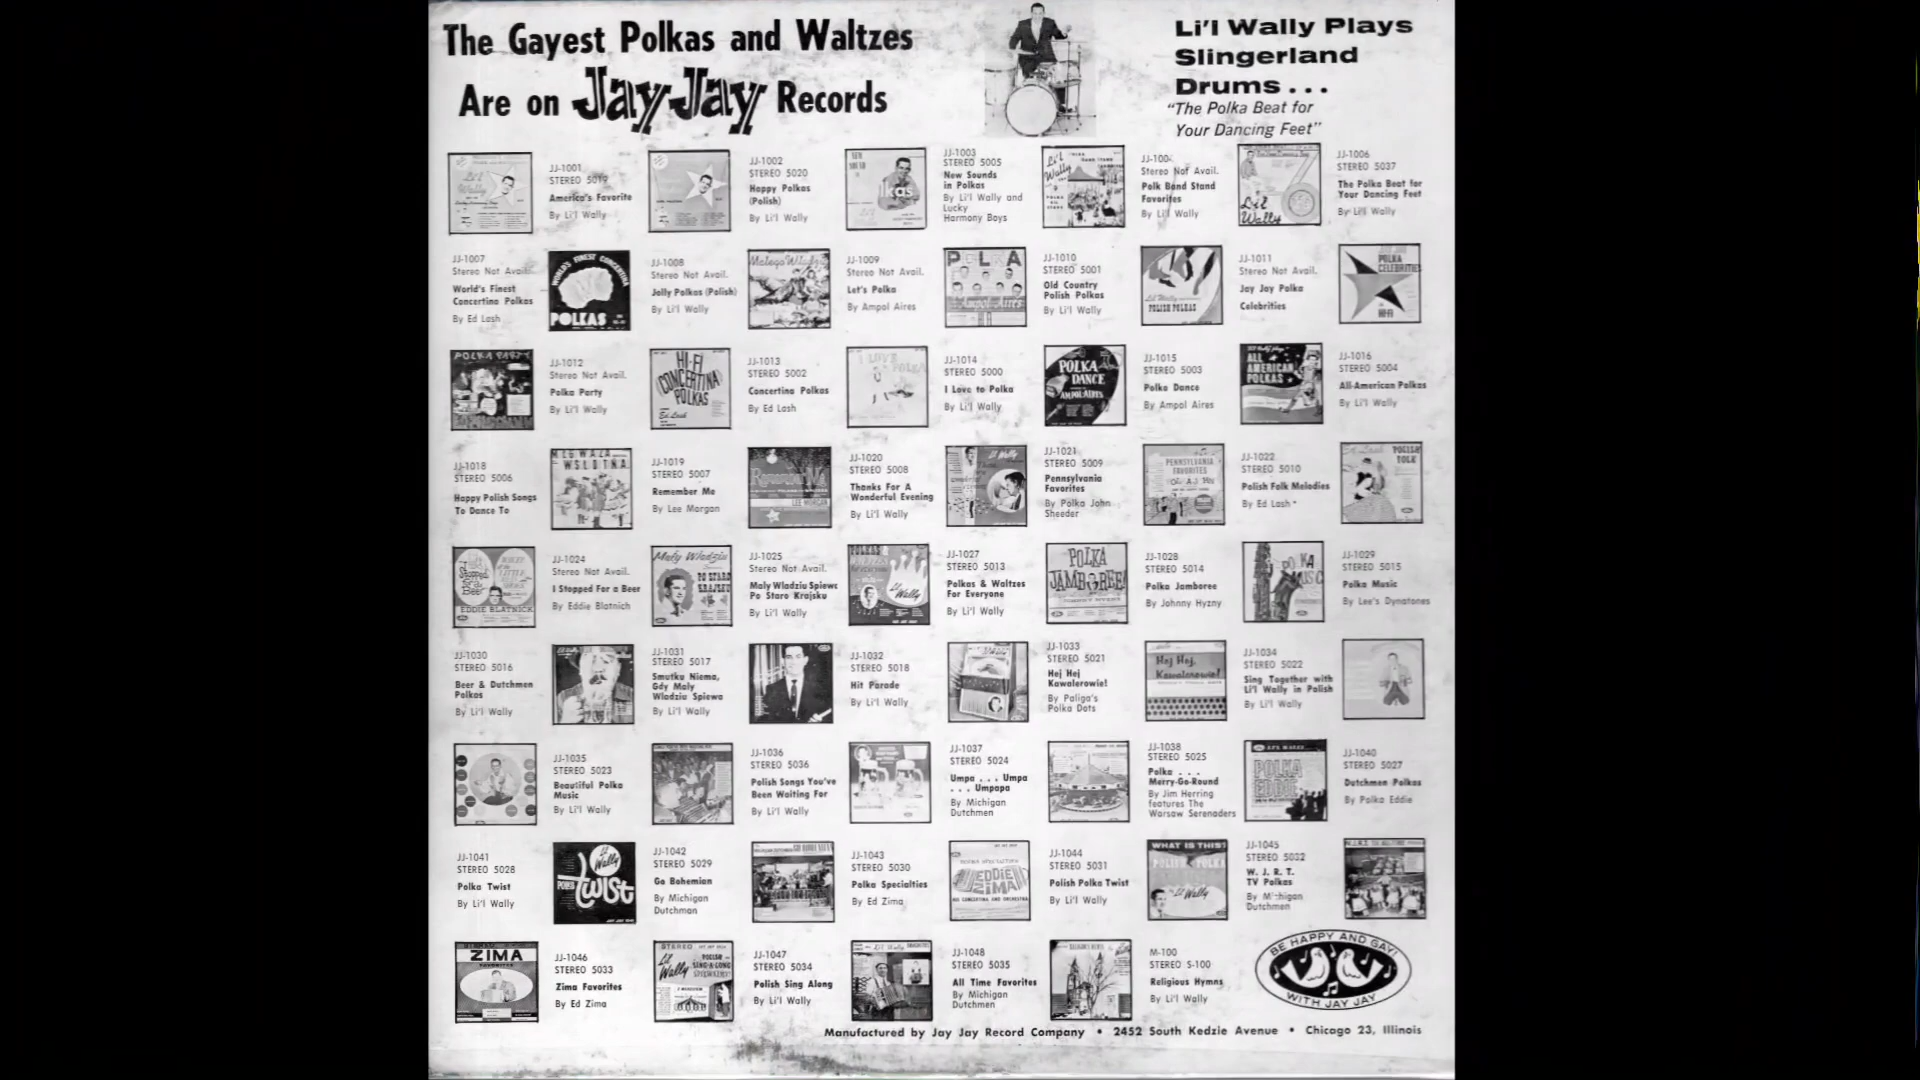 The Gayest Polkas and Waltzes
Are on Jay Jay Records
Li'l Wally Plays
Slingerland
Drums . . .
"The Polka Beat for
Your Dancing Feet"
JJ-1001
STEREO 5019
America's Favorite
By Li'l Wally
JJ-1002
STEREO 5020
Happy Polkas
(Polish)
By Li'l Wally
JJ-1003
STEREO 5005
New Sounds
in Polkas
By Li'l Wally and
Lucky
Harmony Boys
JJ-100
Stereo Not Avail.
Polk Band Stand
Favorites
By Li'l Wally
JJ-1006
STEREO 5037
The Polka Beat for
Your Dancing Feet
By Li'l Wally
JJ-1007
Stereo Not Avail.
World's Finest
Concertina Polkas
By Ed Lash
JJ-1008
Stereo Not Avail.
Jolly Polkas (Polish)
By Li'l Wally
JJ-1009
Stereo Not Avail.
Let's Polka
By Ampol Aires
JJ-1010
STEREO 5001
Old Country
Polish Polkas
By Li'l Wally
JJ-1011
Stereo Not Avail.
Jay Jay Polka
Celebrities
JJ-1012
Stereo Not Avail.
Polka Party
By Li'l Wally
JJ-1013
STEREO 5002
Concertina Polkas
By Ed Lash
JJ-1014
STEREO 5000
I Love to Polka
By Li'l Wally
JJ-1015
STEREO 5003
Polka Dance
By Ampol Aires
JJ-1016
STEREO 5004
All-American Polkas
By Li'l Wally
JJ-1018
STEREO 5006
Happy Polish Songs
To Dance To
JJ-1019
STEREO 5007
Remember Me
By Lee Morgan
JJ-1020
STEREO 5008
Thanks For A
Wonderful Evening
By Li'l Wally
JJ-1021
STEREO 5009
Pennsylvania
Favorites
By Polka John
Sheeder
JJ-1022
STEREO 5010
Polish Folk Melodies
By Ed Lash
JJ-1024
Stereo Not Avail.
I Stopped For a Beer
By Eddie Blatnich
JJ-1025
Stereo Not Avail.
Maly Wladziu Spiewc
Po Staro Krajsku
By Li'l Wally
JJ-1027
STEREO 5013
Polkas & Waltzes
For Everyone
By Li'l Wally
JJ-1028
STEREO 5014
Polka Jamboree
By Johnny Hyzny
JJ-1029
STEREO 5015
Polka Music
By Lee's Dynatones
JJ-1030
STEREO 5016
Beer & Dutchmen
Polkas
By Li'l Wally
JJ-1031
STEREO 5017
Smutku Niema,
Gdy Maly
Wladziu Spiewa
By Li'l Wally
JJ-1032
STEREO 5018
Hit Parade
By Li'l Wally
JJ-1033
STEREO 5021
Hej Hej
Kawalerowie!
By Paliga's
Polka Dots
JJ-1034
STEREO 5022
Sing Together with
Li'l Wally in Polish
By Li'l Wally
JJ-1035
STEREO 5023
Beautiful Polka
Music
By Li'l Wally
JJ-1036
STEREO 5036
Polish Songs You've
Been Waiting For
By Li'l Wally
JJ-1037
STEREO 5024
Umpa . . . Umpa
. . . Umpapa
By Michigan
Dutchmen
JJ-1038
STEREO 5025
Polka . . .
Merry-Go-Round
By Jim Herring
features The
Warsaw Serenaders
JJ-1040
STEREO 5027
Dutchmen Polkas
By Polka Eddie
JJ-1041
STEREO 5028
Polka Twist
By Li'l Wally
JJ-1042
STEREO 5029
Go Bohemian
By Michigan
Dutchman
JJ-1043
STEREO 5030
Polka Specialties
By Ed Zima
JJ-1044
STEREO 5031
Polish Polka Twist
By Li'l Wally
JJ-1045
STEREO 5032
W. J. R. T.
TV Polkas
By Michigan
Dutchmen
JJ-1046
STEREO 5033
Zima Favorites
By Ed Zima
JJ-1047
STEREO 5034
Polish Sing Along
By Li'l Wally
JJ-1048
STEREO 5035
All Time Favorites
By Michigan
Dutchmen
M-100
STEREO S-100
Religious Hymns
By Li'l Wally
BE HAPPY AND GAY!
WITH JAY JAY
Manufactured by Jay Jay Record Company • 2452 South Kedzie Avenue • Chicago 23, Illinois